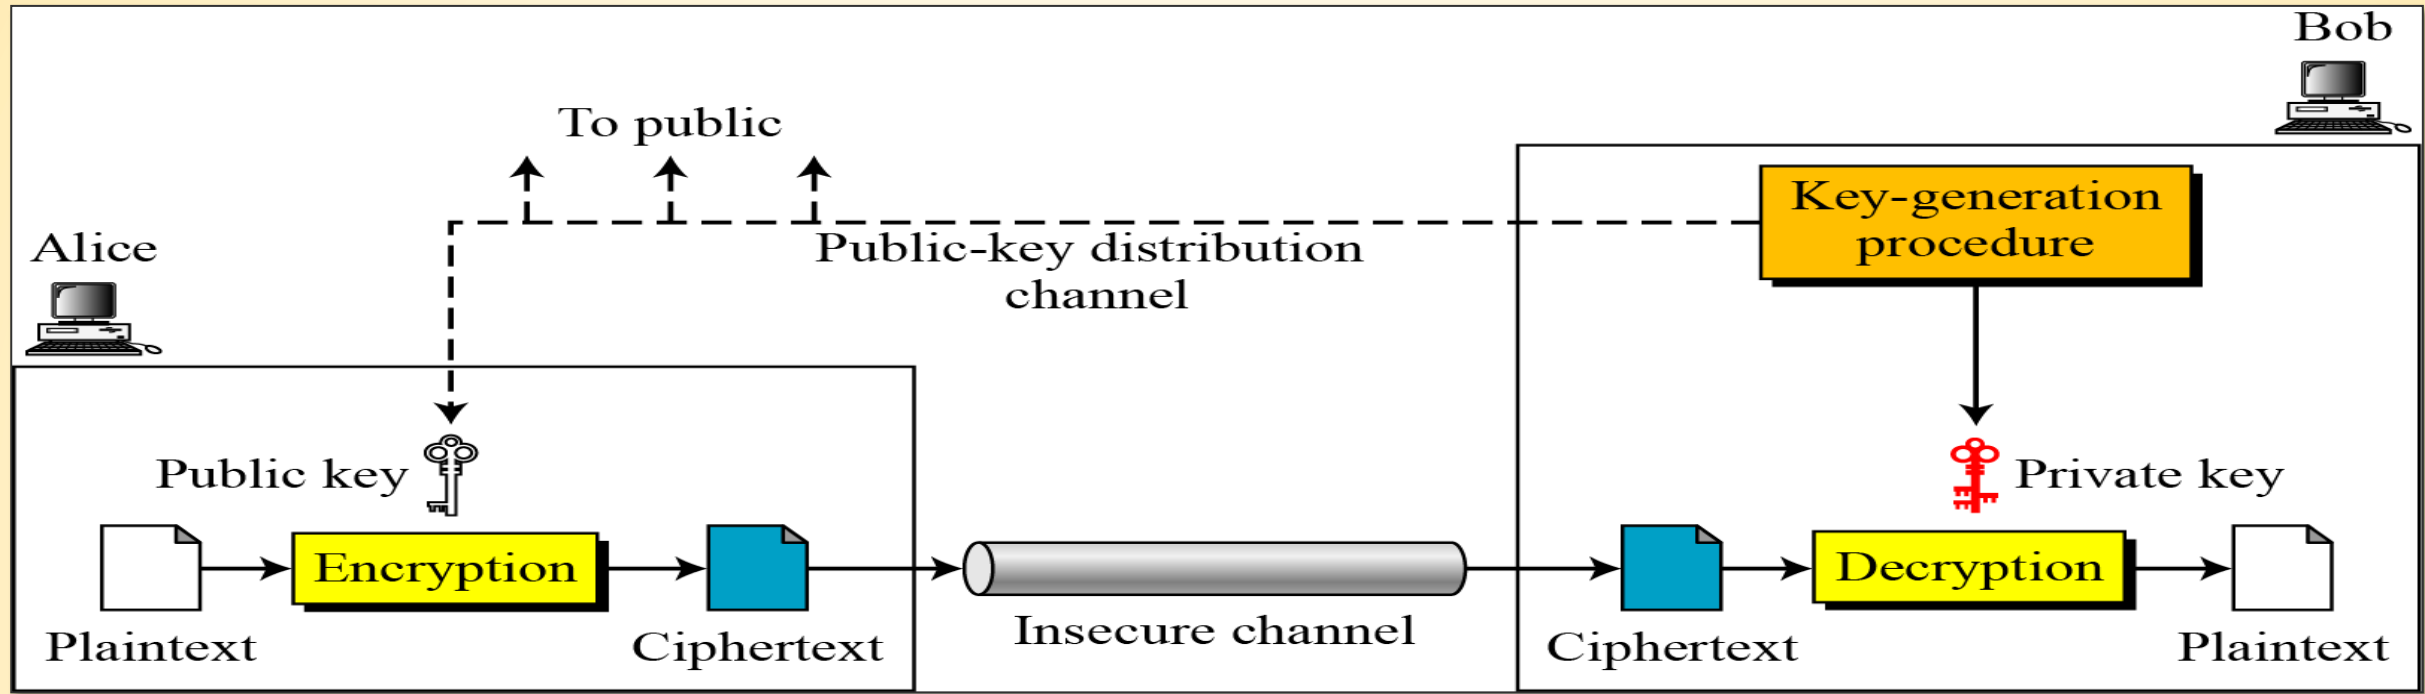 Bob
To public
Key-generation
procedure
Alice
Public-key distribution
channel
Public key
Private key
Encryption
Decryption
Plaintext
Ciphertext
Insecure channel
Ciphertext
Plaintext